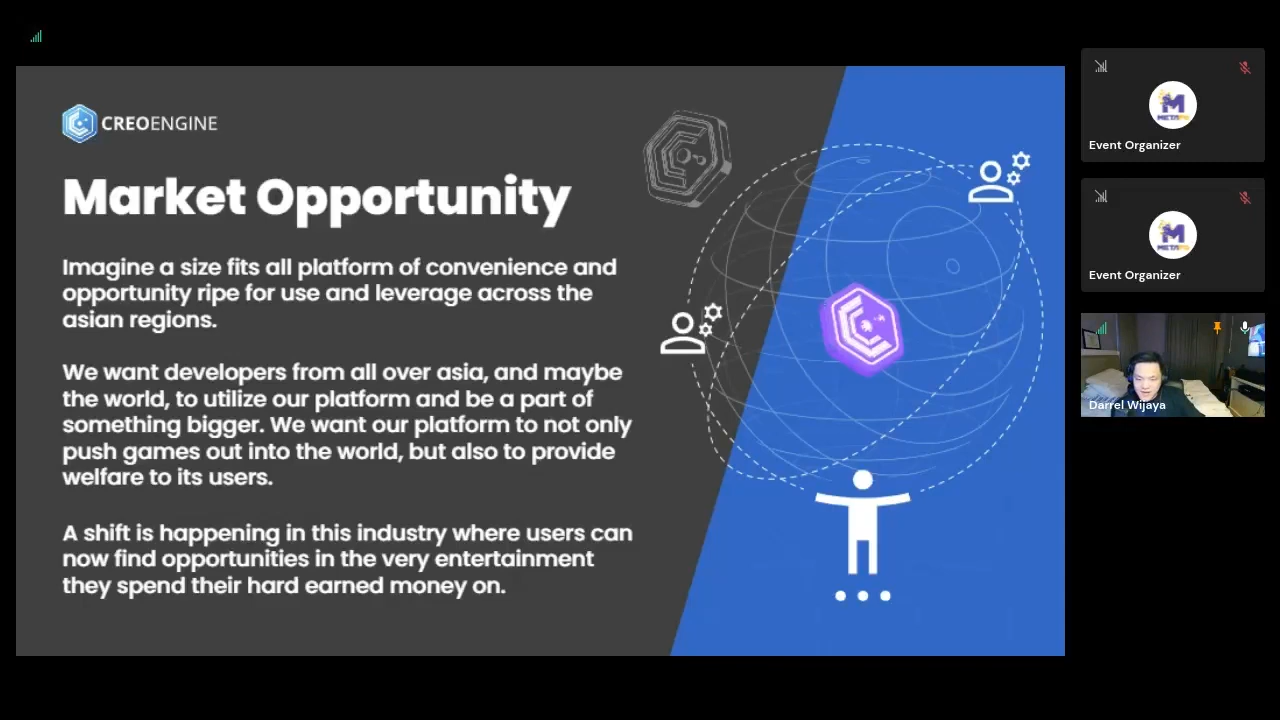 CREOENGINE
Market Opportunity
Imagine a size fits all platform of convenience and
opportunity ripe for use and leverage across the
asian regions.
We want developers from all over asia, and maybe
the world, to utilize our platform and be a part of
something bigger. We want our platform to not only
push games out into the world, but also to provide
welfare to its users.
A shift is happening in this industry where users can
now find opportunities in the very entertainment
they spend their hard earned money on.
M
Event Organizer
M
Event Organizer
Darrel Wijaya